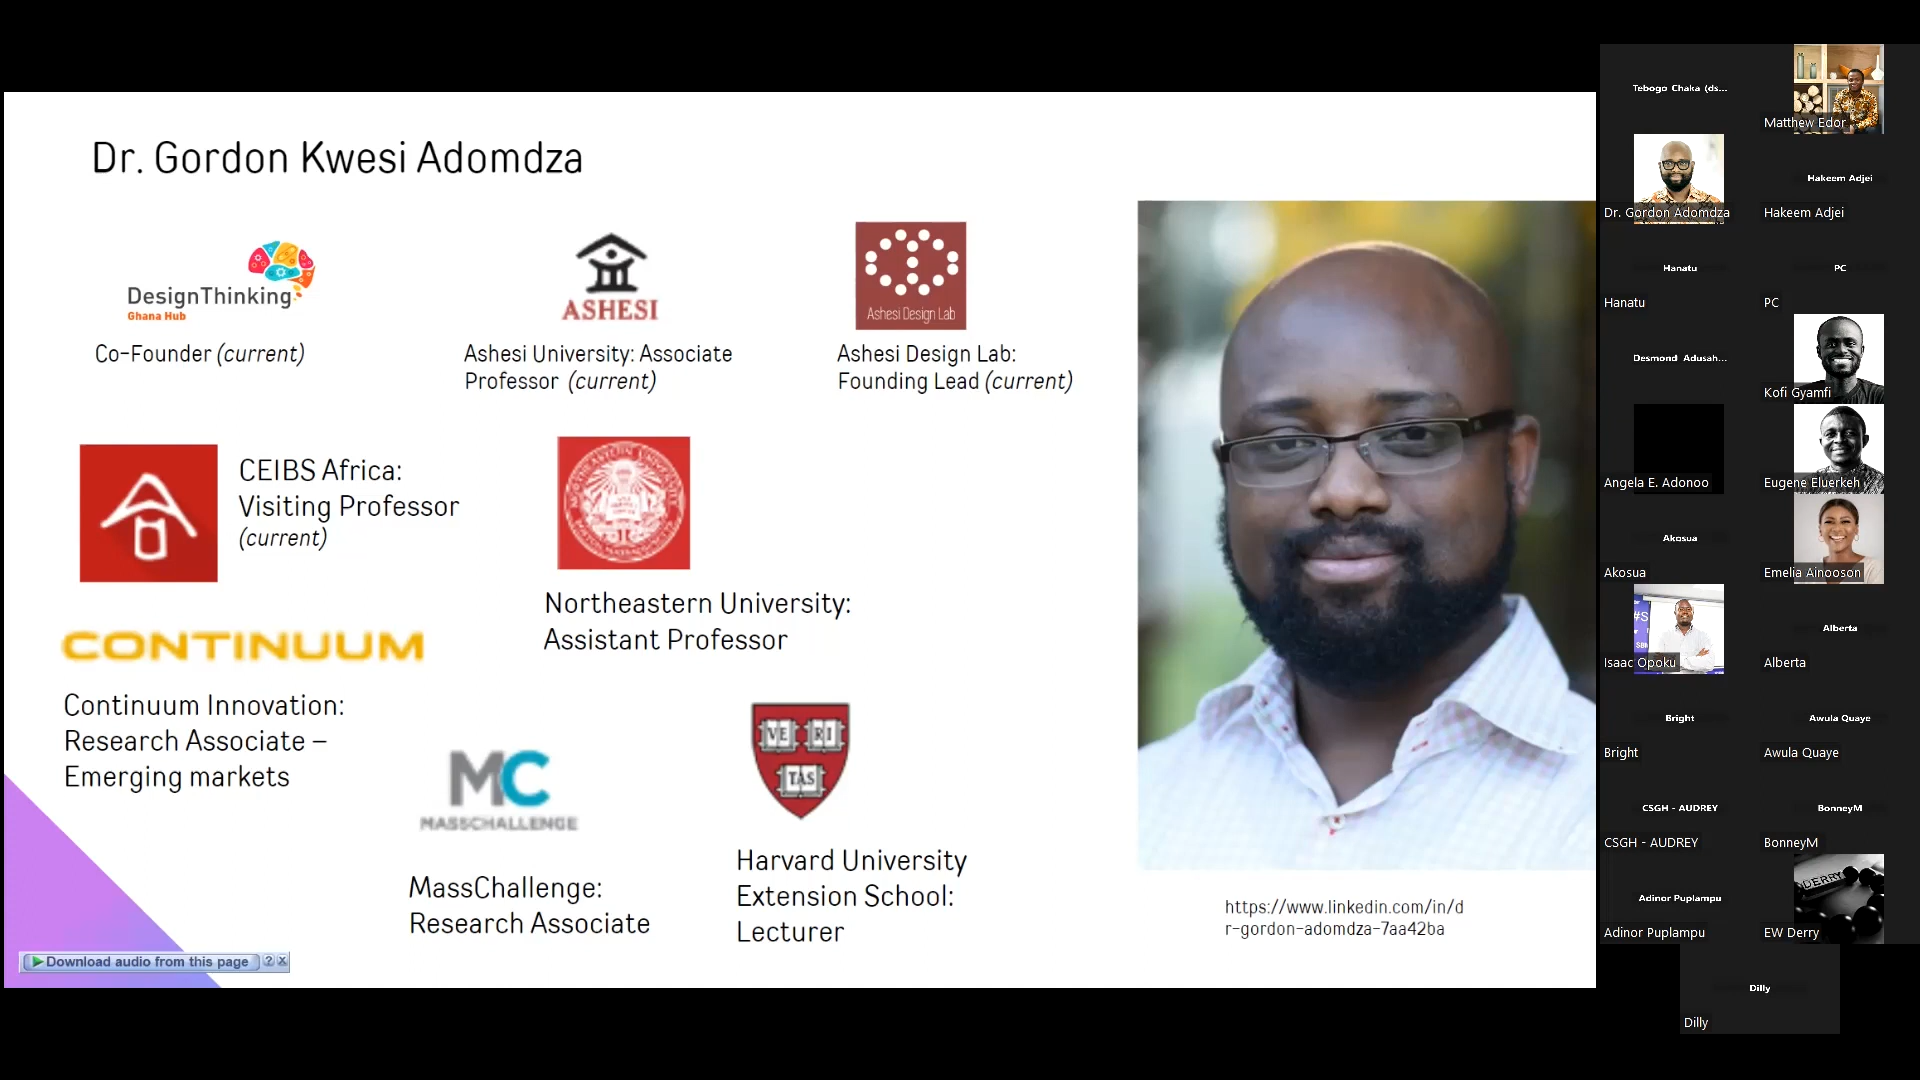 Dr. Gordon Kwesi Adomdza
DesignThinking
Ghana Hub
Co-Founder (current)
ASHESI
Ashesi University: Associate
Professor (current)
Ashesi Design Lab
Ashesi Design Lab:
Founding Lead (current)
CEIBS Africa:
Visiting Professor
(current)
Northeastern University:
Assistant Professor
CONTINUUM
Continuum Innovation:
Research Associate –
Emerging markets
MC
MASSCHALLENGE
MassChallenge:
Research Associate
VE RI
TAS
Harvard University
Extension School:
Lecturer
https://www.linkedin.com/in/d
r-gordon-adomdza-7aa42ba
Download audio from this page
? x
Tebogo Chaka (ds...
Matthew Edor
Dr. Gordon Adomdza
Hakeem Adjei
Hakeem Adjei
Hanatu
Hanatu
PC
PC
Desmond Adusah...
Kofi Gyamfi
Angela E. Adonoo
Eugene Eluerkeh
Akosua
Akosua
Emelia Ainooson
#S
Isaac Opoku
Alberta
Alberta
Bright
Bright
Awula Quaye
Awula Quaye
CSGH - AUDREY
CSGH - AUDREY
BonneyM
BonneyM
Adinor Puplampu
Adinor Puplampu
DERRY
EW Derry
Dilly
Dilly